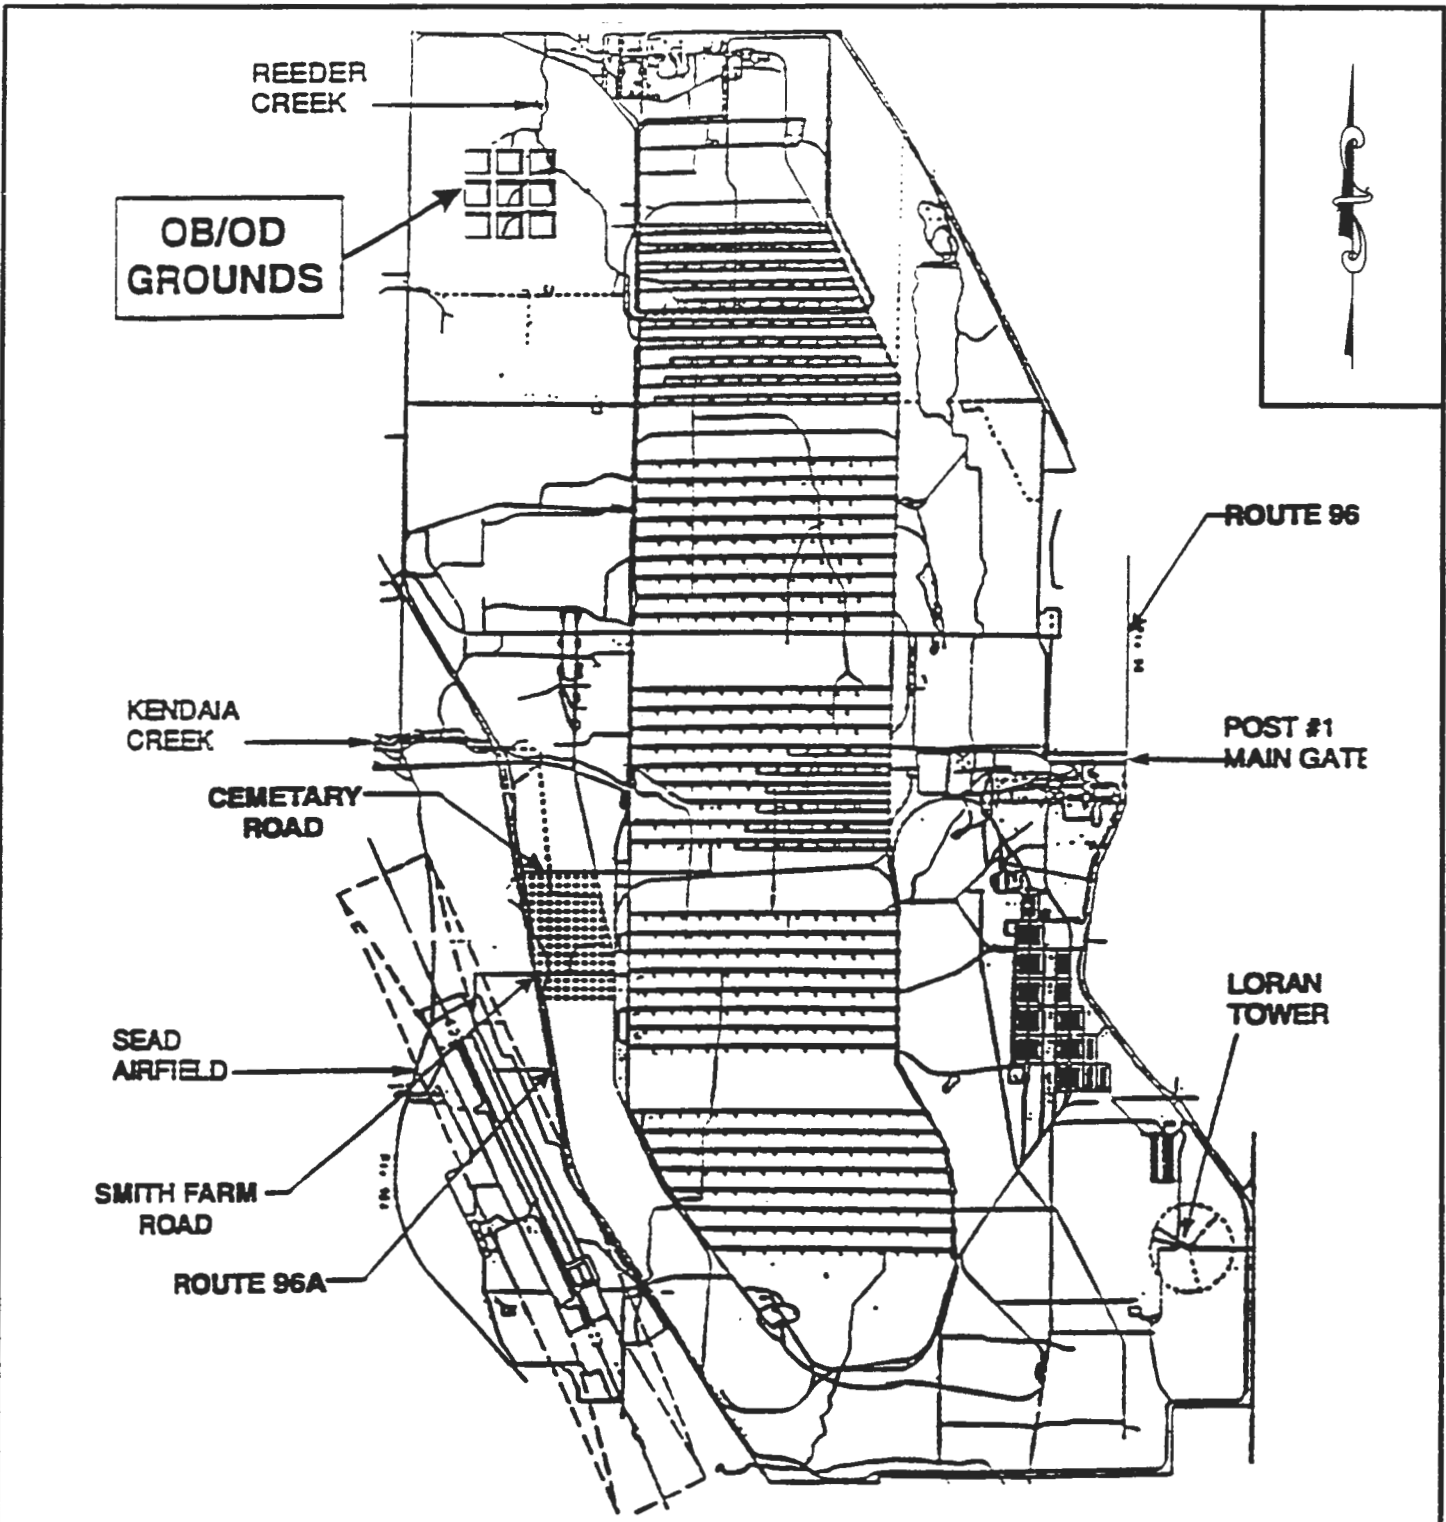 REEDER
CREEK
OB/OD
GROUNDS
ROUTE 96
KENDAIA
CREEK
POST #1
MAIN GATE
CEMETARY
ROAD
LORAN
TOWER
SEAD
AIRFIELD
SMITH FARM
ROAD
ROUTE 96A